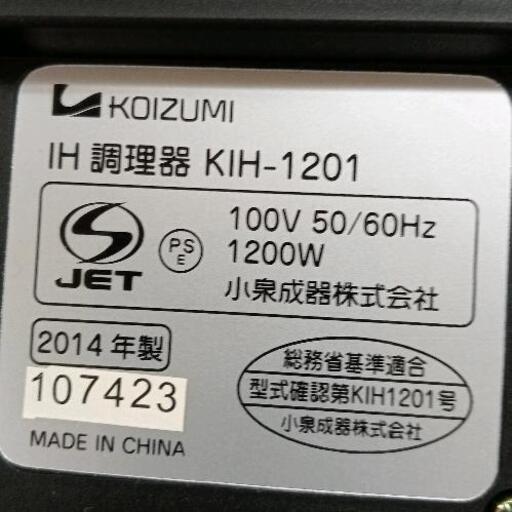 KOIZUMI
IH 調理器 KIH-1201
100V 50/60Hz
1200W
小泉成器株式会社
S
JET
PS
E
2014 年製
107423
MADE IN CHINA
総務省基準適合
型式確認第KIH1201号
小泉成器株式会社